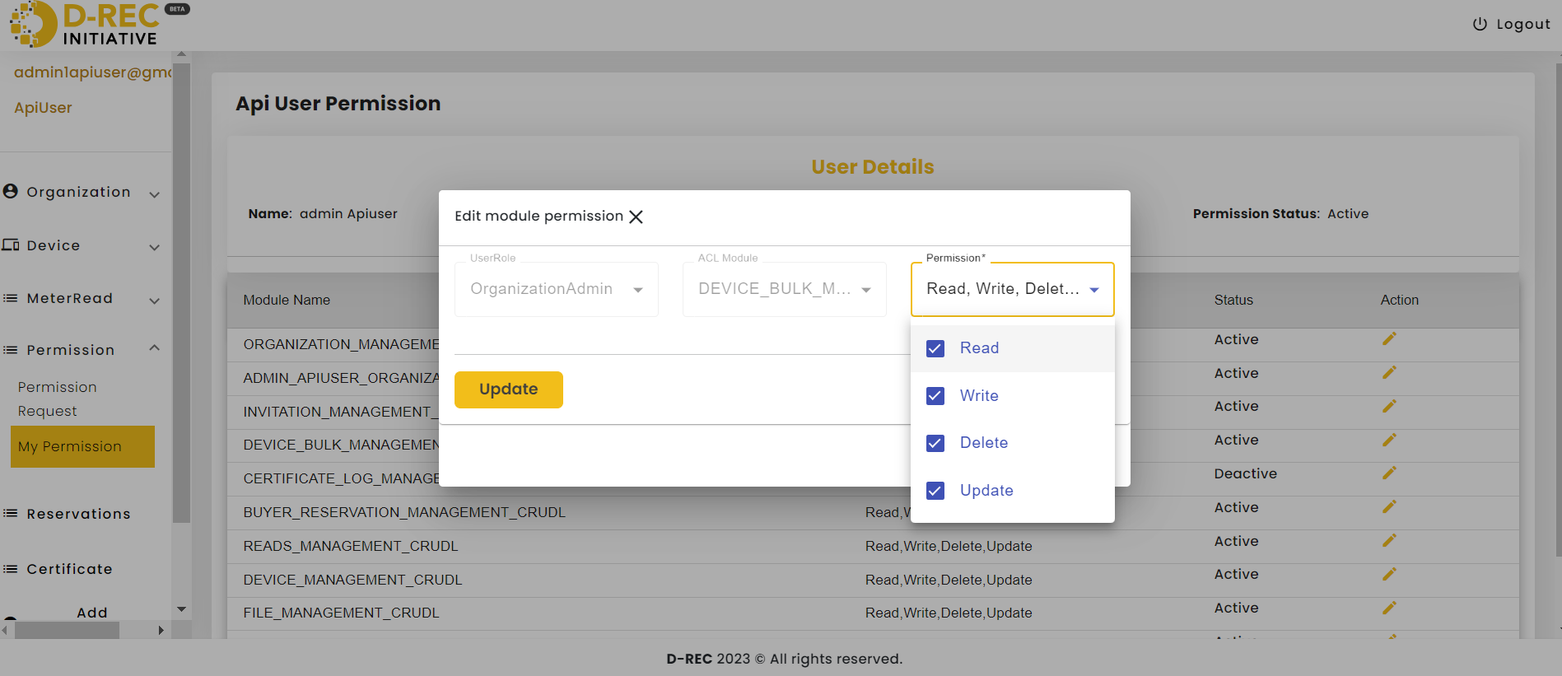 D-REC BETA
INITIATIVE
Logout
admin1apiuser@gm
ApiUser
Organization
Device
MeterRead
Permission
Permission
Request
My Permission
Reservations
Certificate
Add
Api User Permission
User Details
Name: admin Apiuser
Permission Status: Active
Edit module permission
UserRole
OrganizationAdmin
ACL Module
DEVICE_BULK_M...
Permission*
Read, Write, Delet...
Read
Write
Delete
Update
Update
Module Name Status Action
ORGANIZATION_MANAGEME Active
ADMIN_APIUSER_ORGANIZA Active
INVITATION_MANAGEMENT_ Active
DEVICE_BULK_MANAGEMEN Active
CERTIFICATE_LOG_MANAGE Deactive
BUYER_RESERVATION_MANAGEMENT_CRUDL Read,W Active
READS_MANAGEMENT_CRUDL Read,Write,Delete,Update Active
DEVICE_MANAGEMENT_CRUDL Read,Write,Delete,Update Active
FILE_MANAGEMENT_CRUDL Read,Write,Delete,Update Active
D-REC 2023 © All rights reserved.